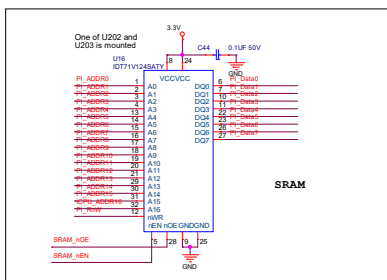 One of U202 and
U203 is mounted
3.3V
U16
IDT71V124SATY
8 24
C44 0.1UF 50V
GND
VCCVCC
PI_ADDR0 1 A0 DQ0 6 PI_Data0
PI_ADDR1 2 A1 DQ1 7 PI_Data1
PI_ADDR2 3 A2 DQ2 10 PI_Data2
PI_ADDR3 4 A3 DQ3 11 PI_Data3
PI_ADDR4 13 A4 DQ4 22 PI_Data4
PI_ADDR5 14 A5 DQ5 23 PI_Data5
PI_ADDR6 15 A6 DQ6 26 PI_Data6
PI_ADDR7 16 A7 DQ7 27 PI_Data7
PI_ADDR8 17 A8
PI_ADDR9 18 A9
PI_ADDR10 19 A10
PI_ADDR11 20 A11
PI_ADDR12 21 A12
PI_ADDR13 29 A13
PI_ADDR14 30 A14
PI_ADDR15 31 A15
ICPU_ADDR16 32 A16
PI_RnW 12 nWR
SRAM
nEN nOE GNDGND
5 28 9 25
SRAM_nOE
SRAM_nEN
GND